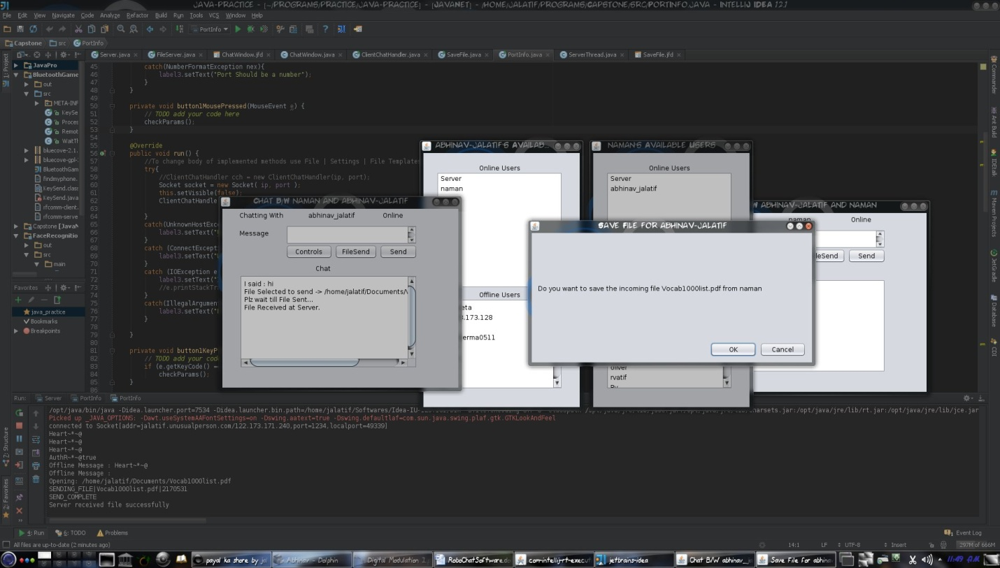 JAVA-PRACTICE - [~/PROGRAMS/PRACTICE/JAVA-PRACTICE] - [JAVANET] - /HOME/JALATIF/PROGRAMS/CAPSTONE/SRC/PORTINFO.JAVA - INTELLIJ IDEA 12.1
File Edit View Navigate Code Analyze Refactor Build Run Tools VCS Window Help
PortInfo
Capstone src PortInfo
Server.java FileServer.java ChatWindow.jfd ChatWindow.java ClientChatHandler.java SaveFile.java PortInfo.java ServerThread.java SaveFile.jfd
1: Project
JavaPro
BluetoothGame
out
src
META-INF
KeySe
Proces
Remot
WaitTh
bluecove-2.1.
bluecove-gpl-
BluetoothGam
findmyphone.
KeySend.class
KeySend.java
rfcomm-client.
rfcomm-serve
Capstone [JavaN
FaceRecognitio
out
src
main
Favorites
java_practice
Bookmarks
Breakpoints
45 catch(NumberFormatException nex){
46 label3.setText("Port Should be a number");
47 }
48 }
49
50 private void button1MousePressed(MouseEvent e) {
51 // TODO add your code here
52 checkParams();
53 }
54
55 @Override
56 public void run() {
57 //To change body of implemented methods use File | Settings | File Templates
58 try{
59 //ClientChatHandler cch = new ClientChatHandler(ip, port);
60 Socket socket = new Socket( ip, port );
61 this.setVisible(false);
62 ClientChatHandle
63
64 }
65 catch(UnknownHostExce
66 label3.setText("
67 }
68 catch (ConnectExcepti
69 label3.setText("
70 }
71 catch (IOException e
72 label3.setText("
73 //e.printStackTr
74 }
75 catch(IllegalArgument
76 label3.setText("
77 }
78
79 }
80
81 private void button1KeyP
82 // TODO add your cod
83 if (e.getKeyCode() ==
84 checkParams();
85 }
86
ABHINAV-JALATIF'S AVAILAB...
Online Users
Server
naman
Offline Users
eta
3.173.128
erma0511
NAMAN'S AVAILABLE USERS
Online Users
Server
abhinav_jalatif
oliver
rvatif
CHAT B/W NAMAN AND ABHINAV-JALATIF
Chatting With abhinav_jalatif Online
Message
Controls FileSend Send
Chat
I said : hi
File Selected to send -> /home/jalatif/Documents/V
Plz wait till File Sent...
File Received at Server.
W ABHINAV-JALATIF AND NAMAN
naman Online
leSend Send
SAVE FILE FOR ABHINAV-JALATIF
Do you want to save the incoming file Vocab1000list.pdf from naman
OK Cancel
Commander
Ant Build
IDEtalk
Maven Projects
JetGrade
Database
CDI
Run: Server PortInfo PortInfo
/opt/java/bin/java -Didea.launcher.port=7534 -Didea.launcher.bin.path=/home/jalatif/Softwares/Idea-IU-
charsets.jar:/opt/java/jre/lib/rt.jar:/opt/java/jre/lib/jce.jar
Picked up _JAVA_OPTIONS: -Dawt.useSystemAAFontSettings=on -Dswing.aatext=true -Dswing.defaultlaf=com.sun.java.swing.plaf.gtk.GTKLookAndFeel
connected to Socket[addr=jalatif.unusualperson.com/122.173.171.240,port=1234,localport=49339]
Heart~*~@
Heart~*~@
Heart~*~@
AuthR~*~@true
Offline Message : Heart~*~@
Offline Message :
Opening: /home/jalatif/Documents/Vocab1000list.pdf
SENDING_FILE|Vocab1000list.pdf|2170531
SEND_COMPLETE
Server received file successfully
7: Structure
2: Favorites
4: Run 6: TODO Problems Event Log
All files are up-to-date (2 minutes ago) 14:1 LF UTF-8 Insert 297M of 666M
payal ka shore by ja Abhinav - Dolphin Digital Modulation 1. RoboChatSoftware.do com-intellij-rt-execut jetbrains-idea Chat B/W abhinav_ja Save File for abhina 11:49 AM